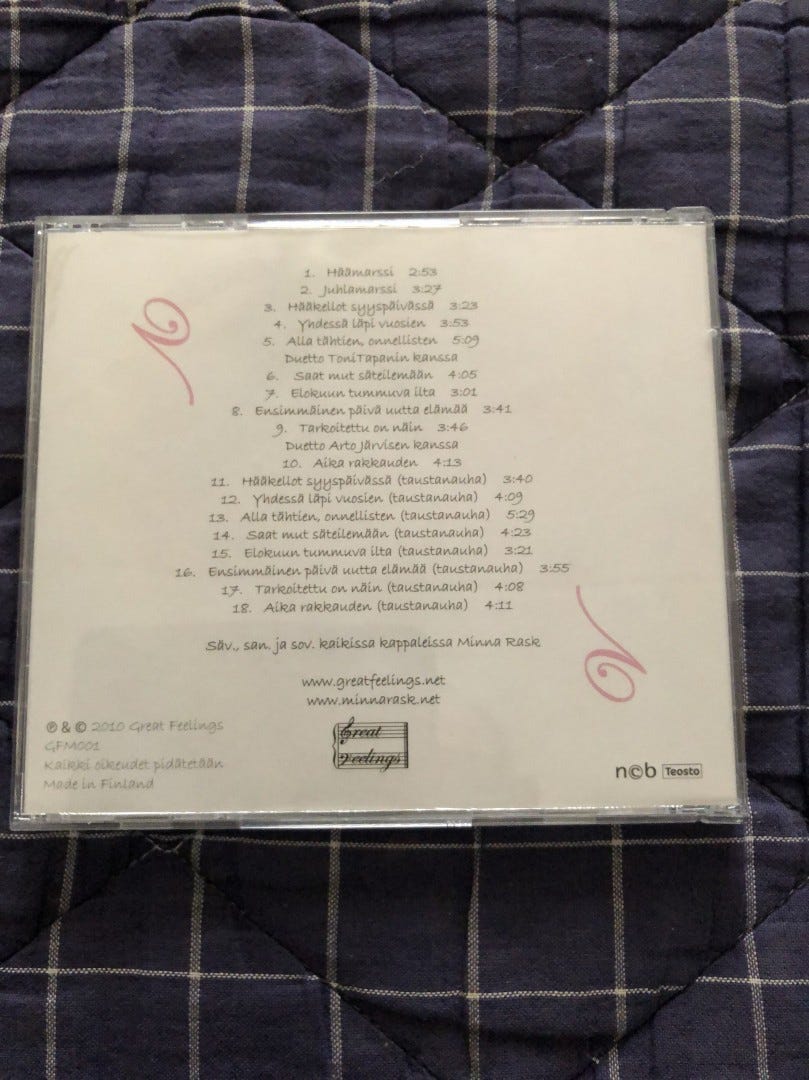 1. Häämarssi 2:53
2. Juhlamarssi 3:27
3. Hääkellot syyspäivässä 3:23
4. Yhdessä läpi vuosien 3:53
5. Alla tähtien, onnellisten 5:09
Duetto ToniTapanin kanssa
6. Saat mut säteilemään 4:05
7. Elokuun tummuva ilta 3:01
8. Ensimmäinen päivä uutta elämää 3:41
9. Tarkoitettu on näin 3:46
Duetto Arto Järvisen kanssa
10. Aika rakkauden 4:13
11. Hääkellot syyspäivässä (taustanauha) 3:40
12. Yhdessä läpi vuosien (taustanauha) 4:09
13. Alla tähtien, onnellisten (taustanauha) 5:29
14. Saat mut säteilemään (taustanauha) 4:23
15. Elokuun tummuva ilta (taustanauha) 3:21
16. Ensimmäinen päivä uutta elämää (taustanauha) 3:55
17. Tarkoitettu on näin (taustanauha) 4:08
18. Aika rakkauden (taustanauha) 4:11
Säv., san. ja sov. kaikissa kappaleissa Minna Rask
www.greatfeelings.net
www.minnarask.net
℗ & © 2010 Great Feelings
GFM001
Kaikki oikeudet pidätetään
Made in Finland
Great
Feelings
n©b Teosto